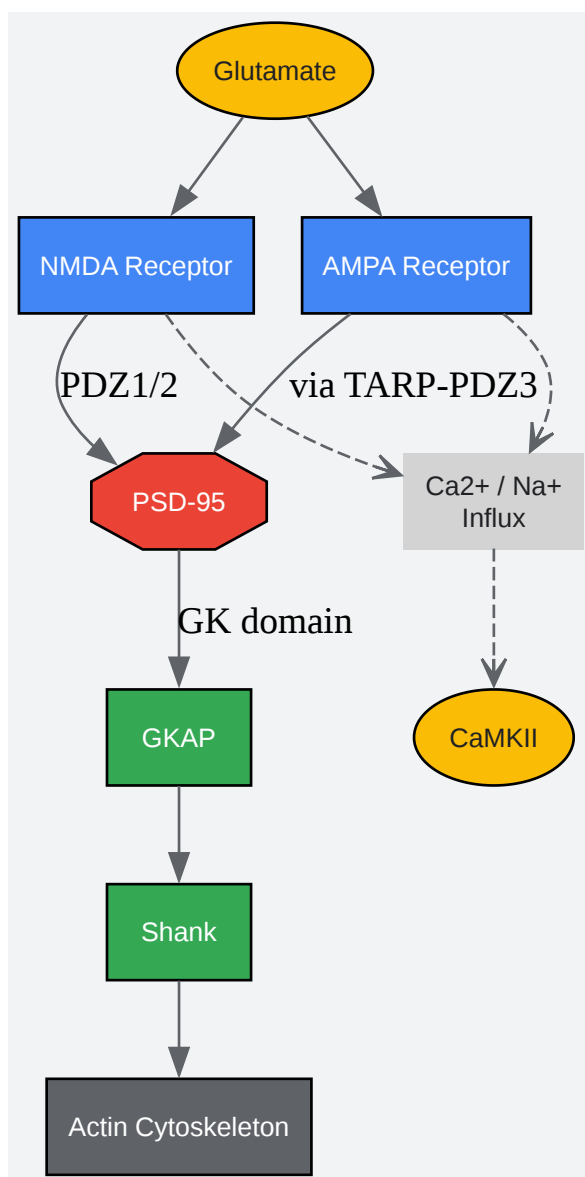 Glutamate
NMDA Receptor
AMPA Receptor
PDZ1/2
via TARP-PDZ3
PSD-95
Ca2+ / Na+
Influx
GK domain
GKAP
CaMKII
Shank
Actin Cytoskeleton